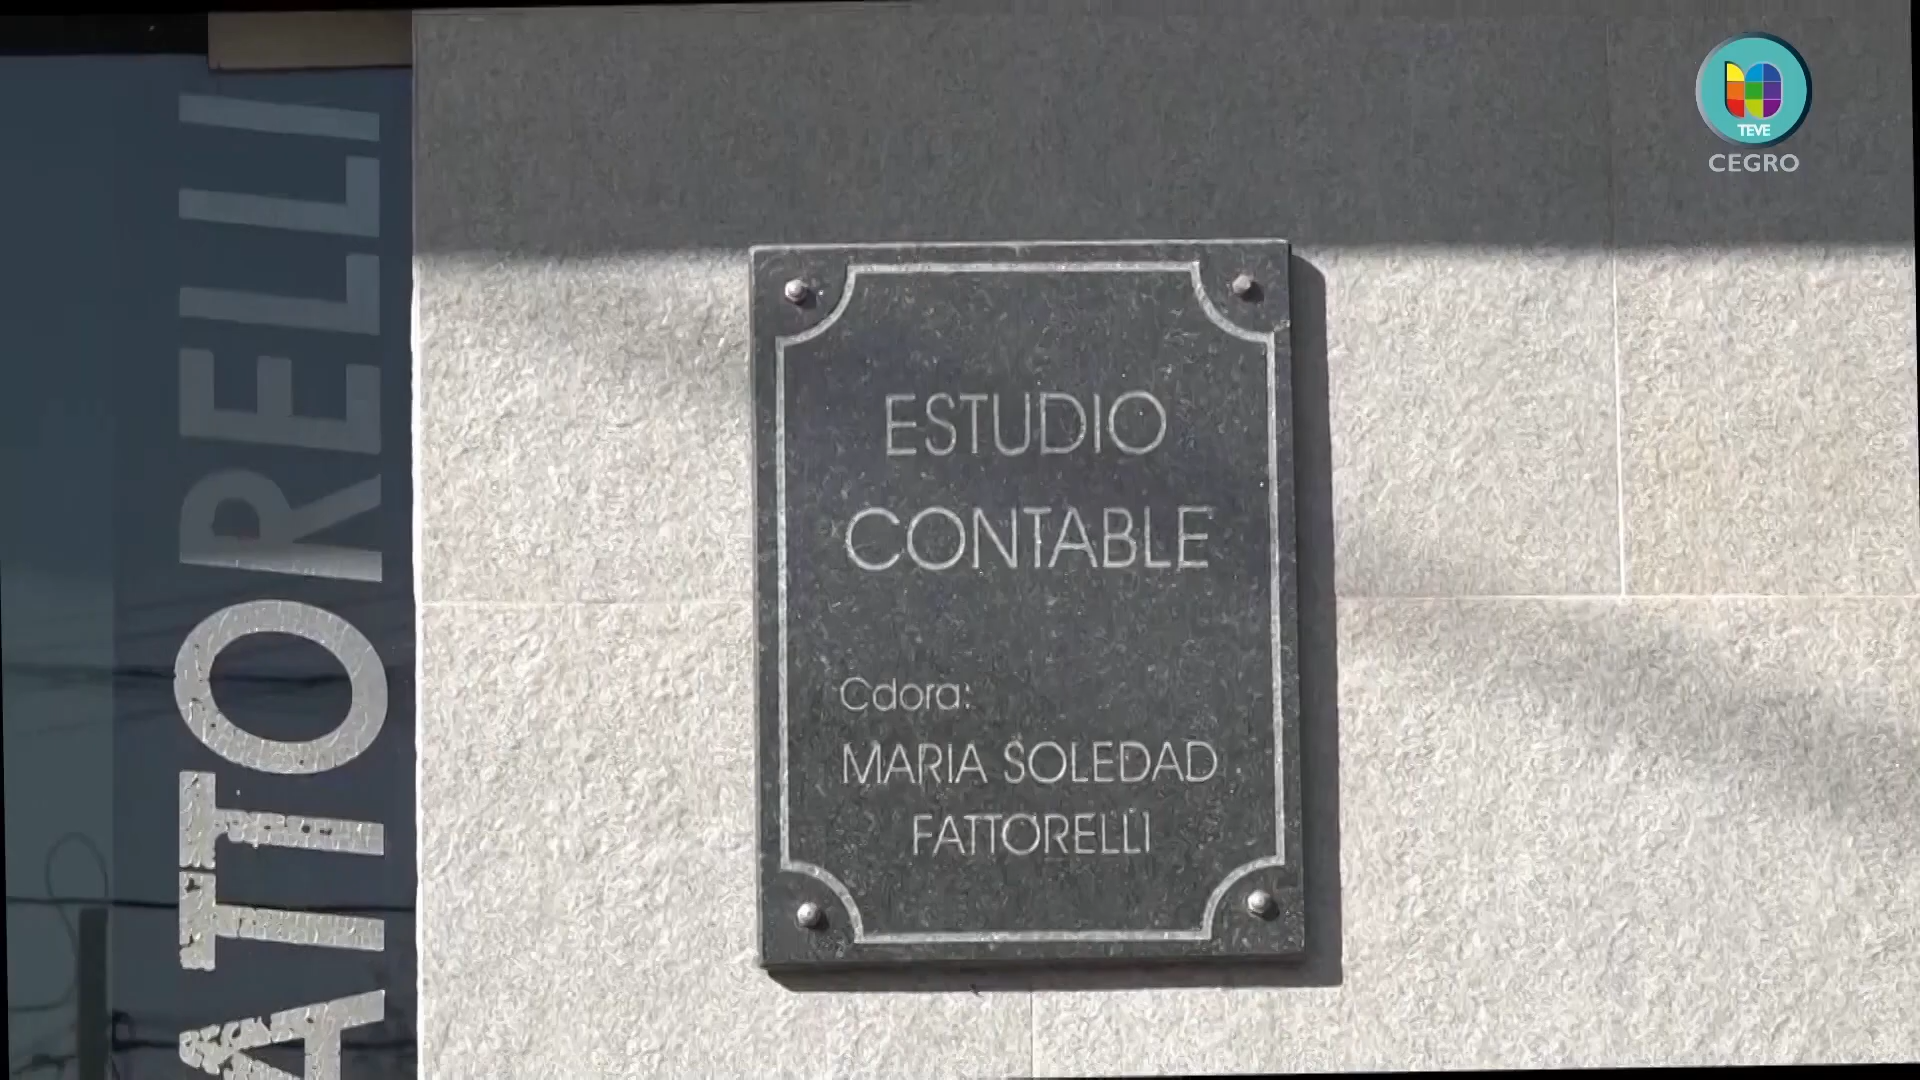 ATTORELLI
ESTUDIO
CONTABLE
Cdora:
MARIA SOLEDAD
FATTORELLI
TEVE
CEGRO